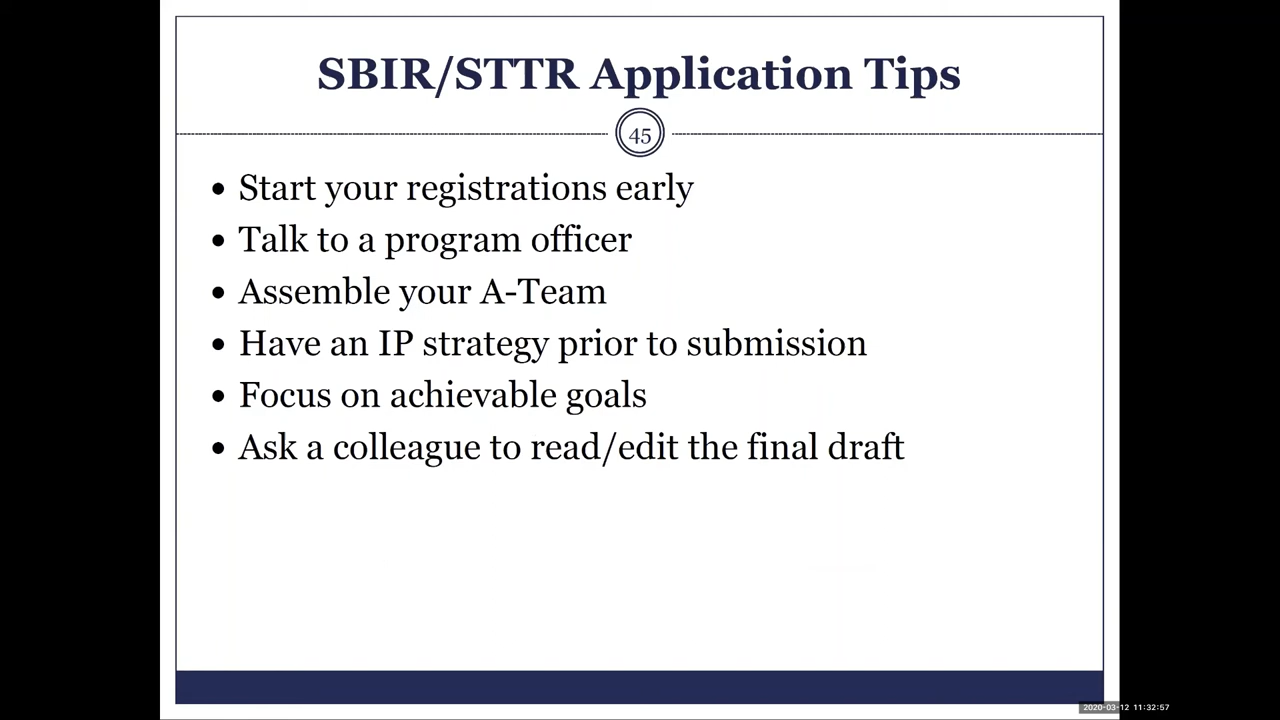 SBIR/STTR Application Tips
45
• Start your registrations early
• Talk to a program officer
• Assemble your A-Team
• Have an IP strategy prior to submission
• Focus on achievable goals
• Ask a colleague to read/edit the final draft
2020-03-12 11:32:57